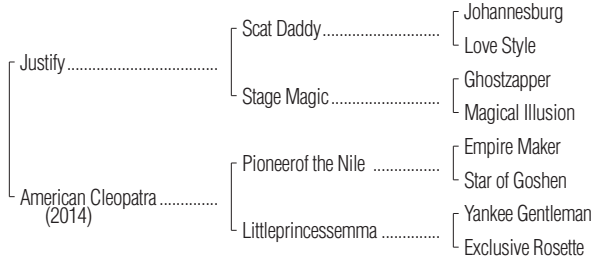 Johannesburg
Scat Daddy
Love Style
Justify
Ghostzapper
Stage Magic
Magical Illusion
Empire Maker
Pioneerof the Nile
Star of Goshen
American Cleopatra
(2014)
Yankee Gentleman
Littleprincessemma
Exclusive Rosette